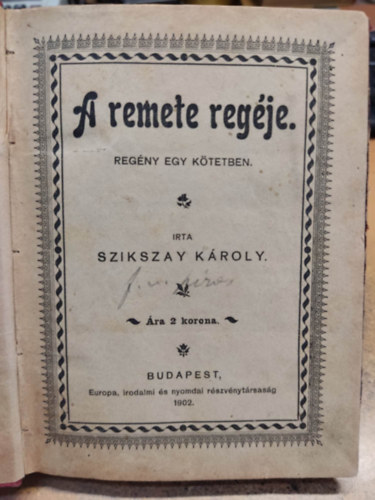 A remete regéje.
REGÉNY EGY KÖTETBEN.
IRTA
SZIKSZAY KÁROLY.
Ára 2 korona.
BUDAPEST,
Europa, irodalmi és nyomdai részvénytársaság
1902.